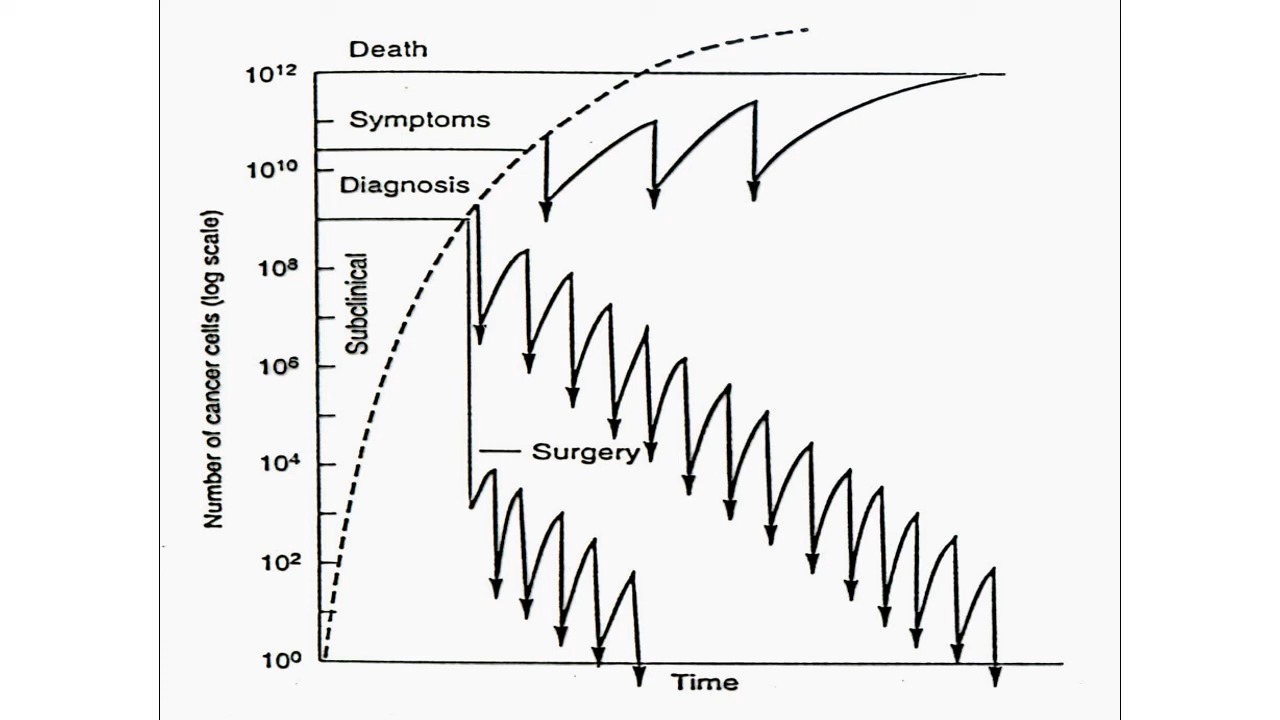 Death
10¹²
Symptoms
10¹⁰
Diagnosis
10⁸
Subclinical
10⁶
Number of cancer cells (log scale)
Surgery
10⁴
10²
10⁰
Time